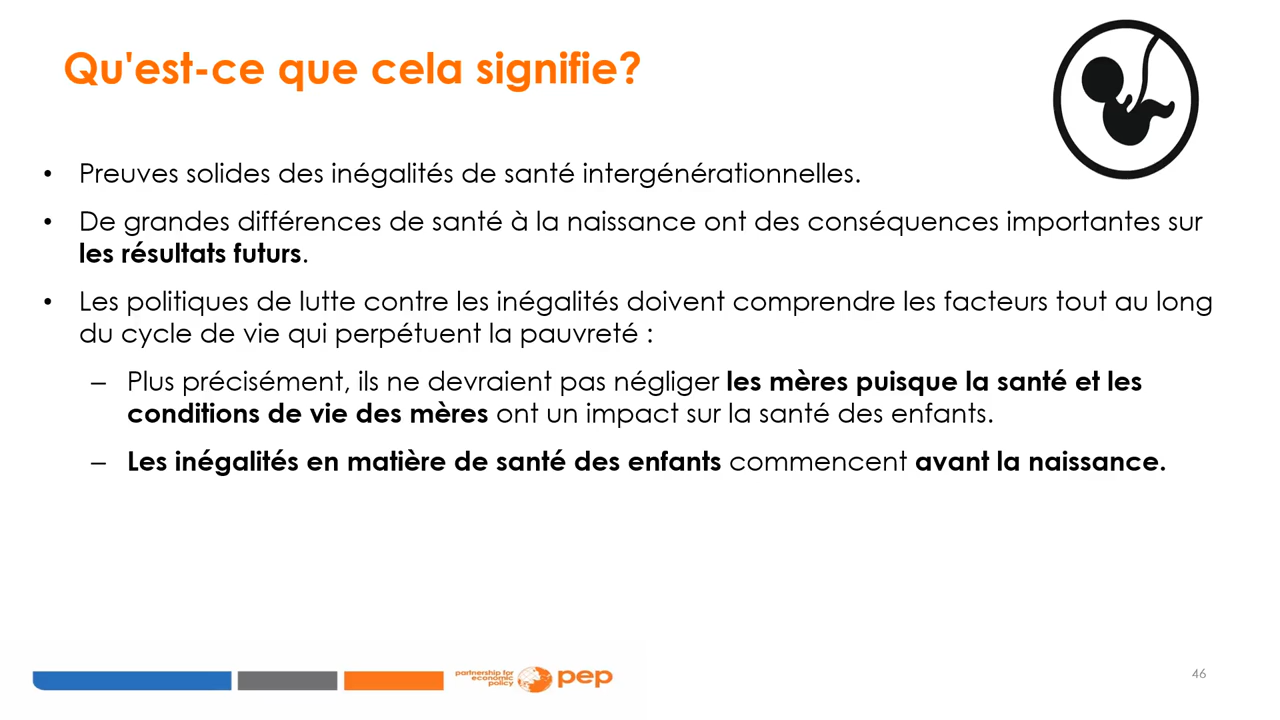 Qu'est-ce que cela signifie?
• Preuves solides des inégalités de santé intergénérationnelles.
• De grandes différences de santé à la naissance ont des conséquences importantes sur
les résultats futurs.
• Les politiques de lutte contre les inégalités doivent comprendre les facteurs tout au long
du cycle de vie qui perpétuent la pauvreté :
– Plus précisément, ils ne devraient pas négliger les mères puisque la santé et les
conditions de vie des mères ont un impact sur la santé des enfants.
– Les inégalités en matière de santé des enfants commencent avant la naissance.
partnership for
economic
policy
pep
46